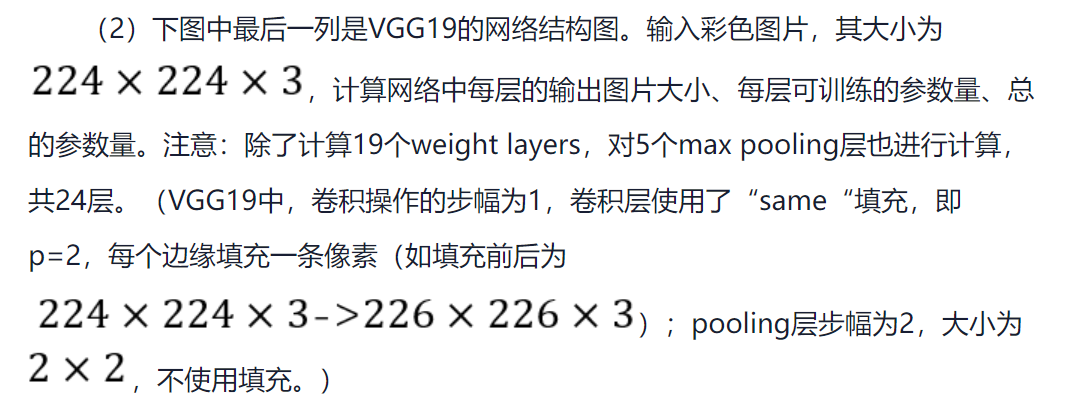 （2）下图中最后一列是VGG19的网络结构图。输入彩色图片，其大小为
224 × 224 × 3，计算网络中每层的输出图片大小、每层可训练的参数量、总
的参数量。注意：除了计算19个weight layers，对5个max pooling层也进行计算，
共24层。（VGG19中，卷积操作的步幅为1，卷积层使用了“same“填充，即
p=2，每个边缘填充一条像素（如填充前后为
224 × 224 × 3->226 × 226 × 3）；pooling层步幅为2，大小为
2 × 2，不使用填充。）